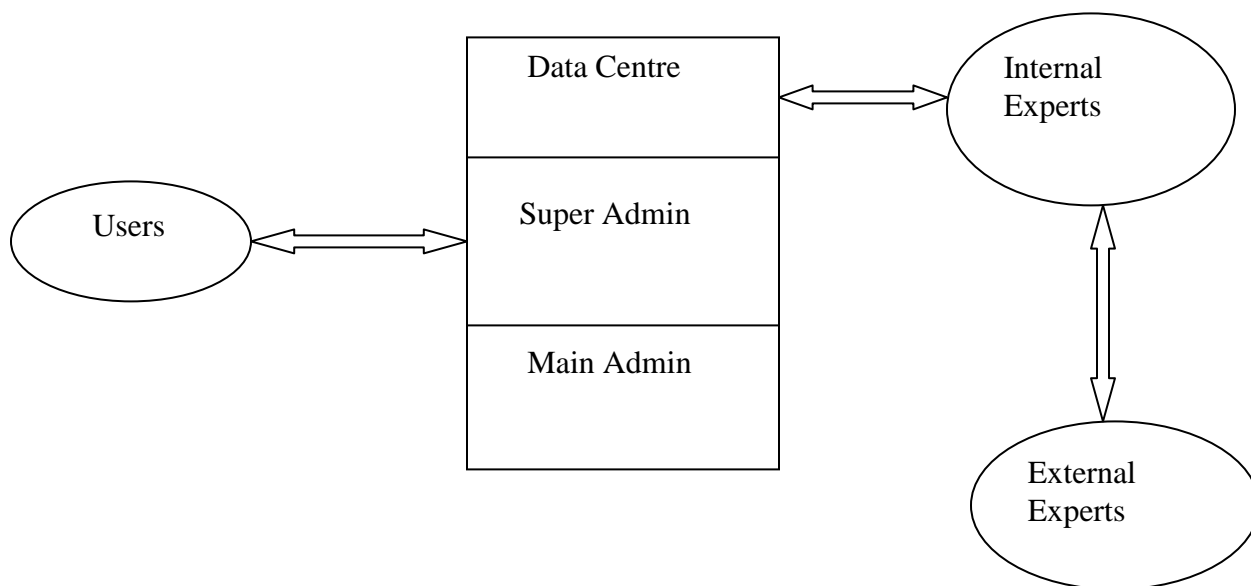 Data Centre
Internal
Experts
Users
Super Admin
Main Admin
External
Experts